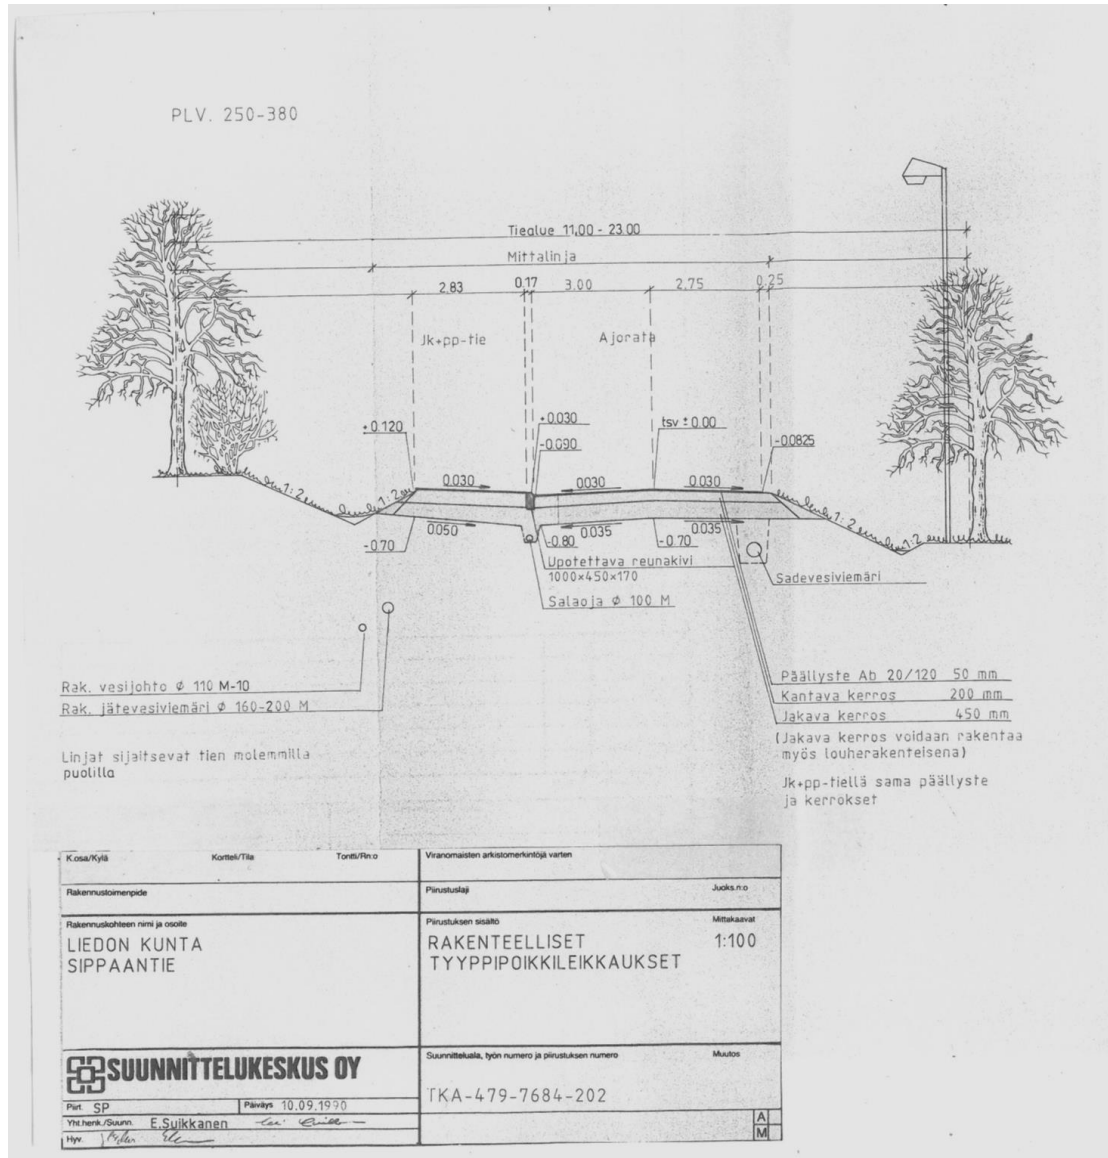 PLV. 250-380
Tiealue 11,00 - 23.00
Mittalinja
2.83 0.17 3.00 2,75 0.25
Jk+pp-tie Ajorata
±0.120 +0.030 tsv ±0.00
-0.090 -0.0825
0.030 0.030 0.030
1:2 1:2 1:2 1:2
0.050 0.035 0.035
-0.70 -0.80 -0.70
Upotettava reunakivi
1000×450×170
Sadevesiviemäri
Salaoja ϕ 100 M
Rak. vesijohto ϕ 110 M-10
Rak. jätevesiviemäri ϕ 160-200 M
Linjat sijaitsevat tien molemmilla
puolilla
Päällyste Ab 20/120 50 mm
Kantava kerros 200 mm
Jakava kerros 450 mm
(Jakava kerros voidaan rakentaa
myös louherakenteisena)
Jk+pp-tiellä sama päällyste
ja kerrokset
K.osa/Kylä Kortteli/Tila Tontti/Rn:o
Viranomaisten arkistomerkintöjä varten
Rakennustoimenpide
Piirustuslaji Juoks.n:o
Rakennuskohteen nimi ja osoite
LIEDON KUNTA
SIPPAANTIE
Piirustuksen sisältö Mittakaavat
RAKENTEELLISET 1:100
TYYPPIPOIKKILEIKKAUKSET
SUUNNITTELUKESKUS OY
Suunnitteluala, työn numero ja piirustuksen numero Muutos
TKA-479-7684-202
Piirt. SP Päiväys 10.09.1990
Yht.henk./Suunn. E.Suikkanen
Hyv.
A
M